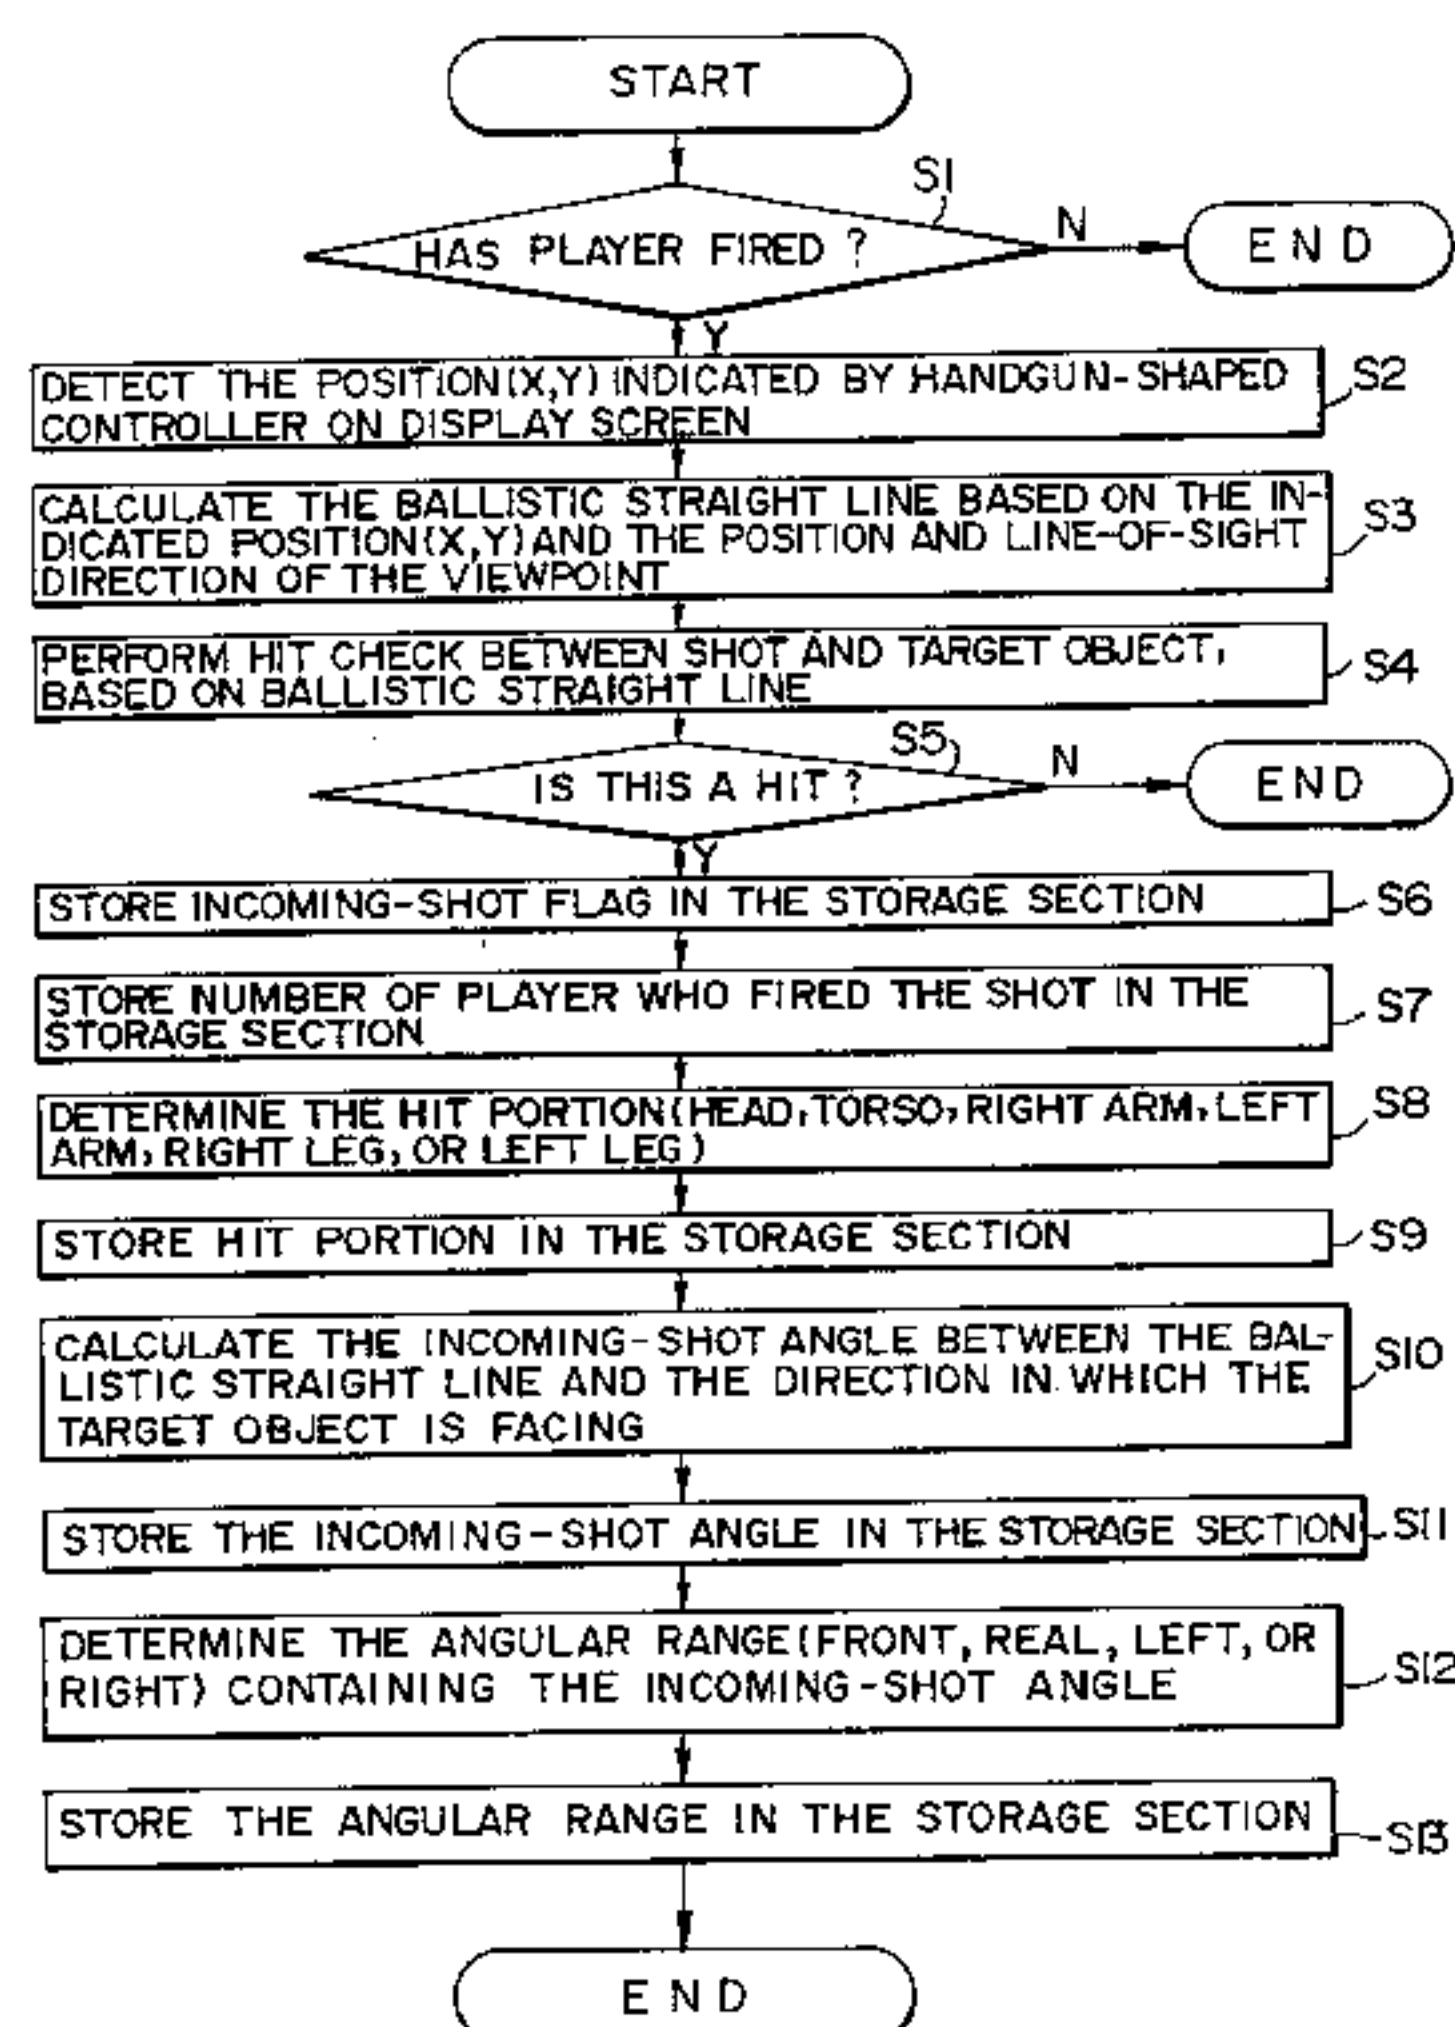 START
S1
HAS PLAYER FIRED ?
N
END
Y
DETECT THE POSITION(X,Y) INDICATED BY HANDGUN-SHAPED
CONTROLLER ON DISPLAY SCREEN
S2
CALCULATE THE BALLISTIC STRAIGHT LINE BASED ON THE IN-
DICATED POSITION(X,Y) AND THE POSITION AND LINE-OF-SIGHT
DIRECTION OF THE VIEWPOINT
S3
PERFORM HIT CHECK BETWEEN SHOT AND TARGET OBJECT,
BASED ON BALLISTIC STRAIGHT LINE
S4
S5
IS THIS A HIT ?
N
END
Y
STORE INCOMING-SHOT FLAG IN THE STORAGE SECTION
S6
STORE NUMBER OF PLAYER WHO FIRED THE SHOT IN THE
STORAGE SECTION
S7
DETERMINE THE HIT PORTION(HEAD, TORSO, RIGHT ARM, LEFT
ARM, RIGHT LEG, OR LEFT LEG)
S8
STORE HIT PORTION IN THE STORAGE SECTION
S9
CALCULATE THE INCOMING-SHOT ANGLE BETWEEN THE BAL-
LISTIC STRAIGHT LINE AND THE DIRECTION IN WHICH THE
TARGET OBJECT IS FACING
S10
STORE THE INCOMING-SHOT ANGLE IN THE STORAGE SECTION
S11
DETERMINE THE ANGULAR RANGE(FRONT, REAL, LEFT, OR
RIGHT) CONTAINING THE INCOMING-SHOT ANGLE
S12
STORE THE ANGULAR RANGE IN THE STORAGE SECTION
S13
END